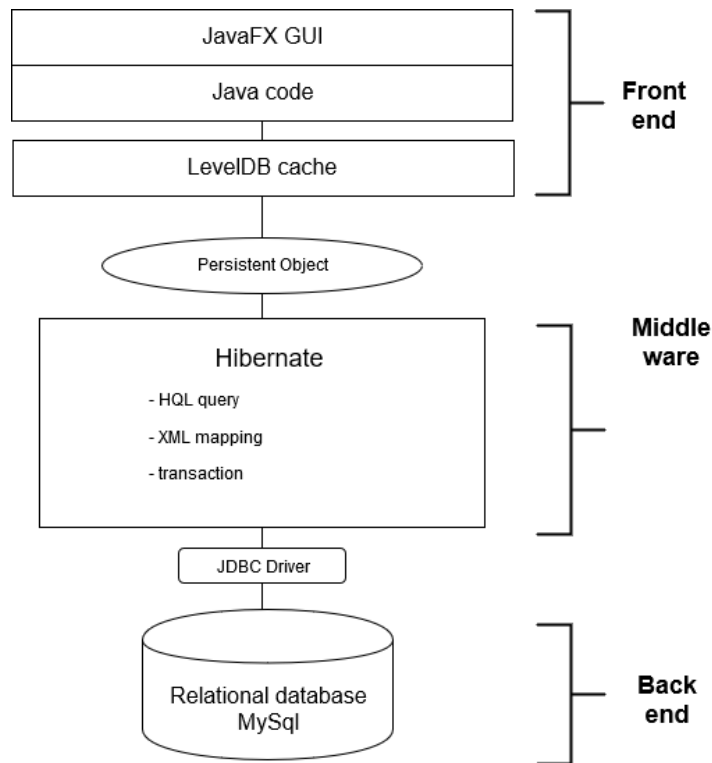 JavaFX GUI
Java code
Front
end
LevelDB cache
Persistent Object
Middle
ware
Hibernate
- HQL query
- XML mapping
- transaction
JDBC Driver
Relational database
MySql
Back
end